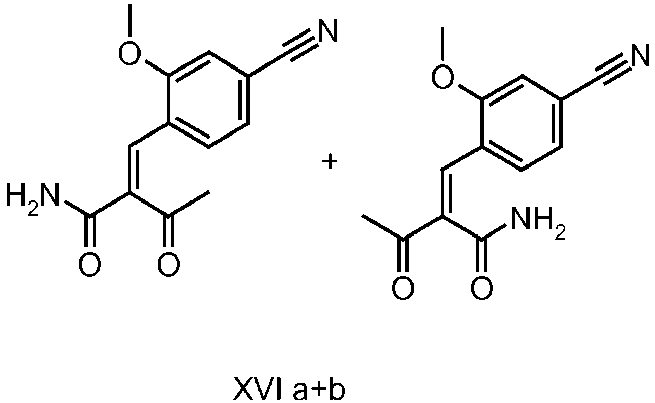 O N
O N
H2N + NH2
O O O O
XVI a+b